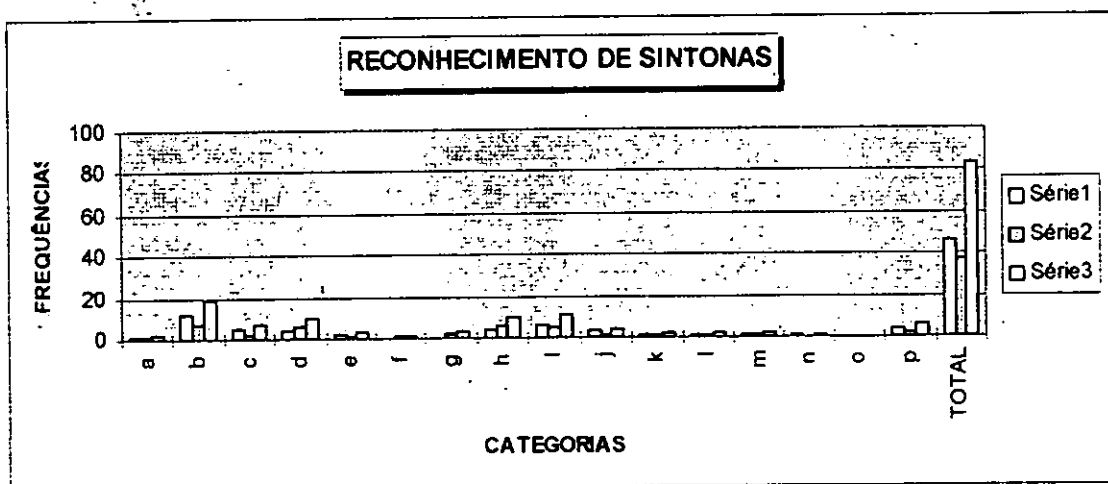 RECONHECIMENTO DE SINTONAS
FREQUÊNCIAS
100
80
60
40
20
0
a
b
c
d
e
f
g
h
I
j
k
l
m
n
o
p
TOTAL
CATEGORIAS
Série1
Série2
Série3